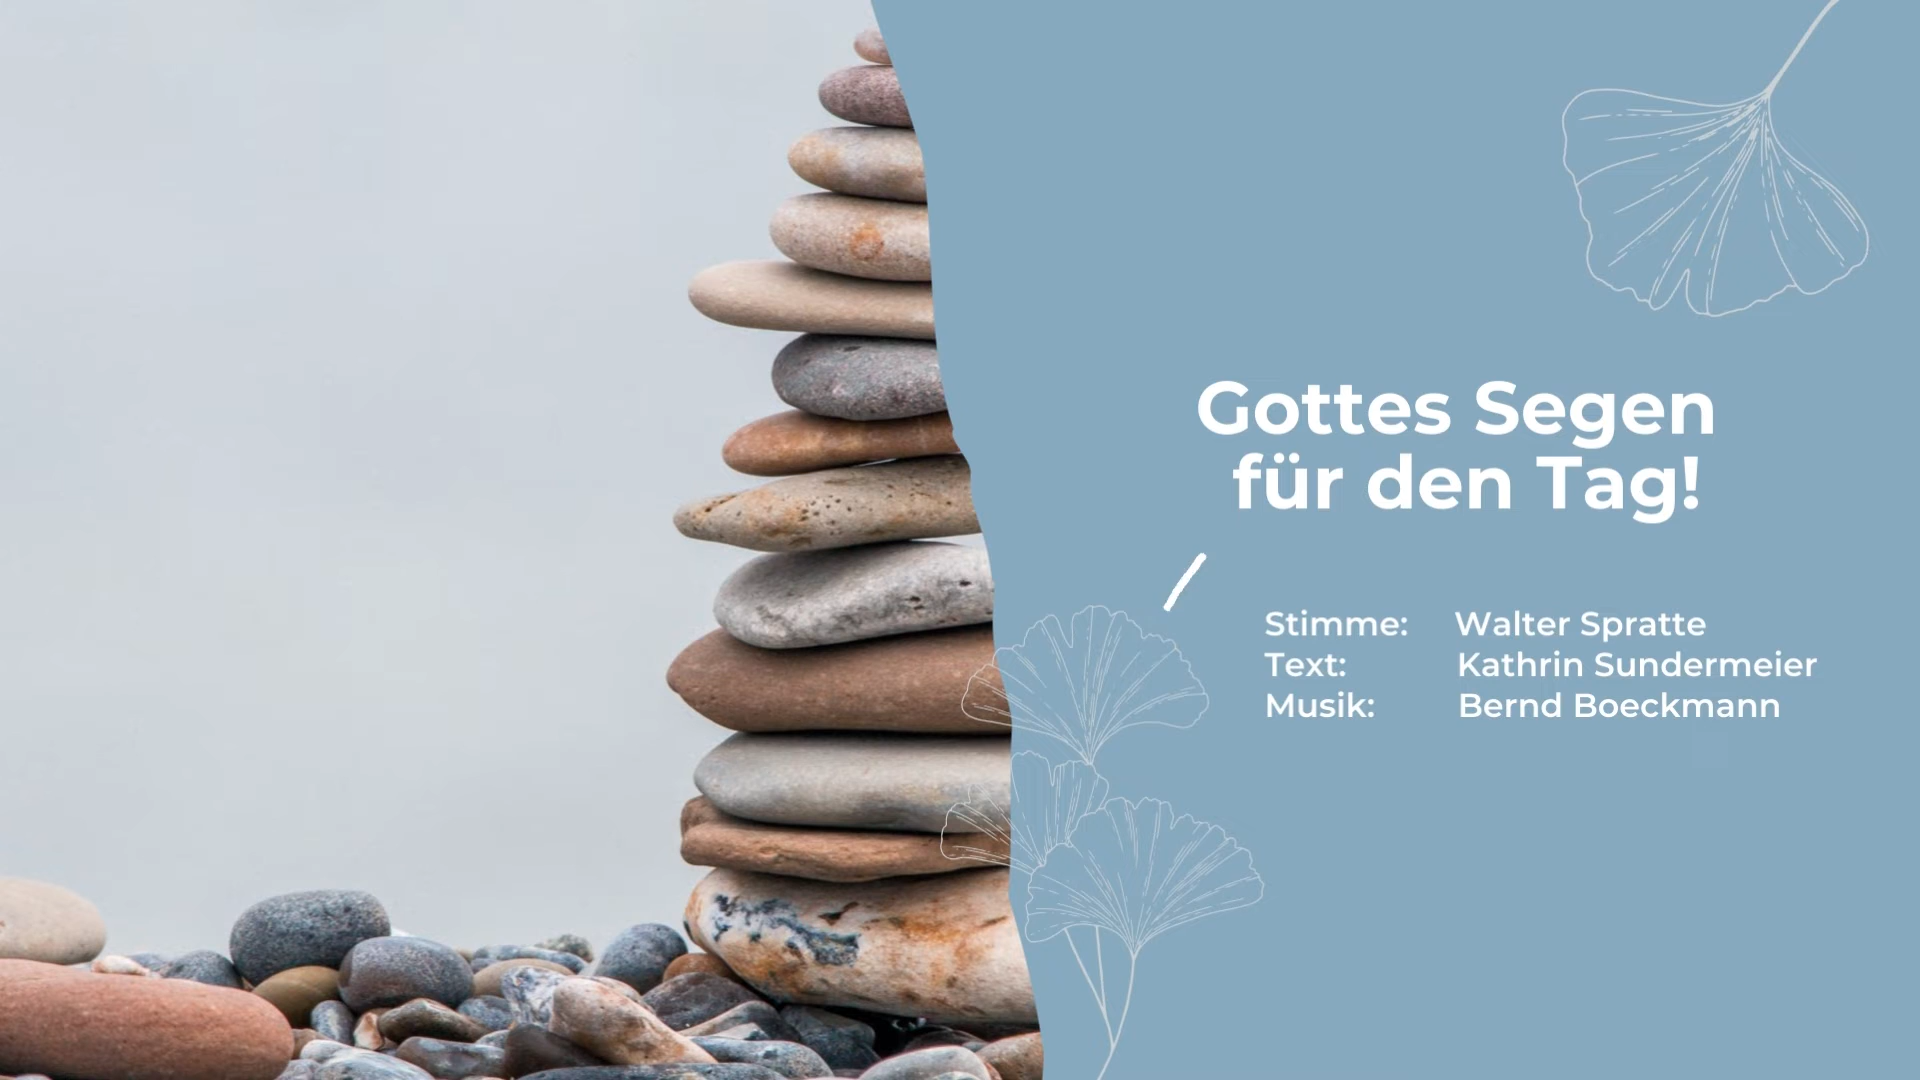 Gottes Segen
für den Tag!
Stimme: Walter Spratte
Text: Kathrin Sundermeier
Musik: Bernd Boeckmann